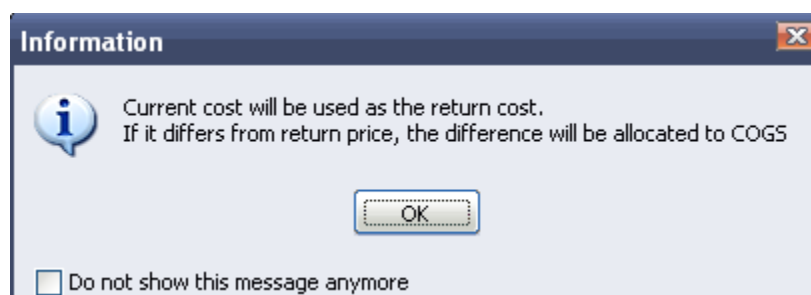 Information
Current cost will be used as the return cost.
If it differs from return price, the difference will be allocated to COGS
OK
Do not show this message anymore